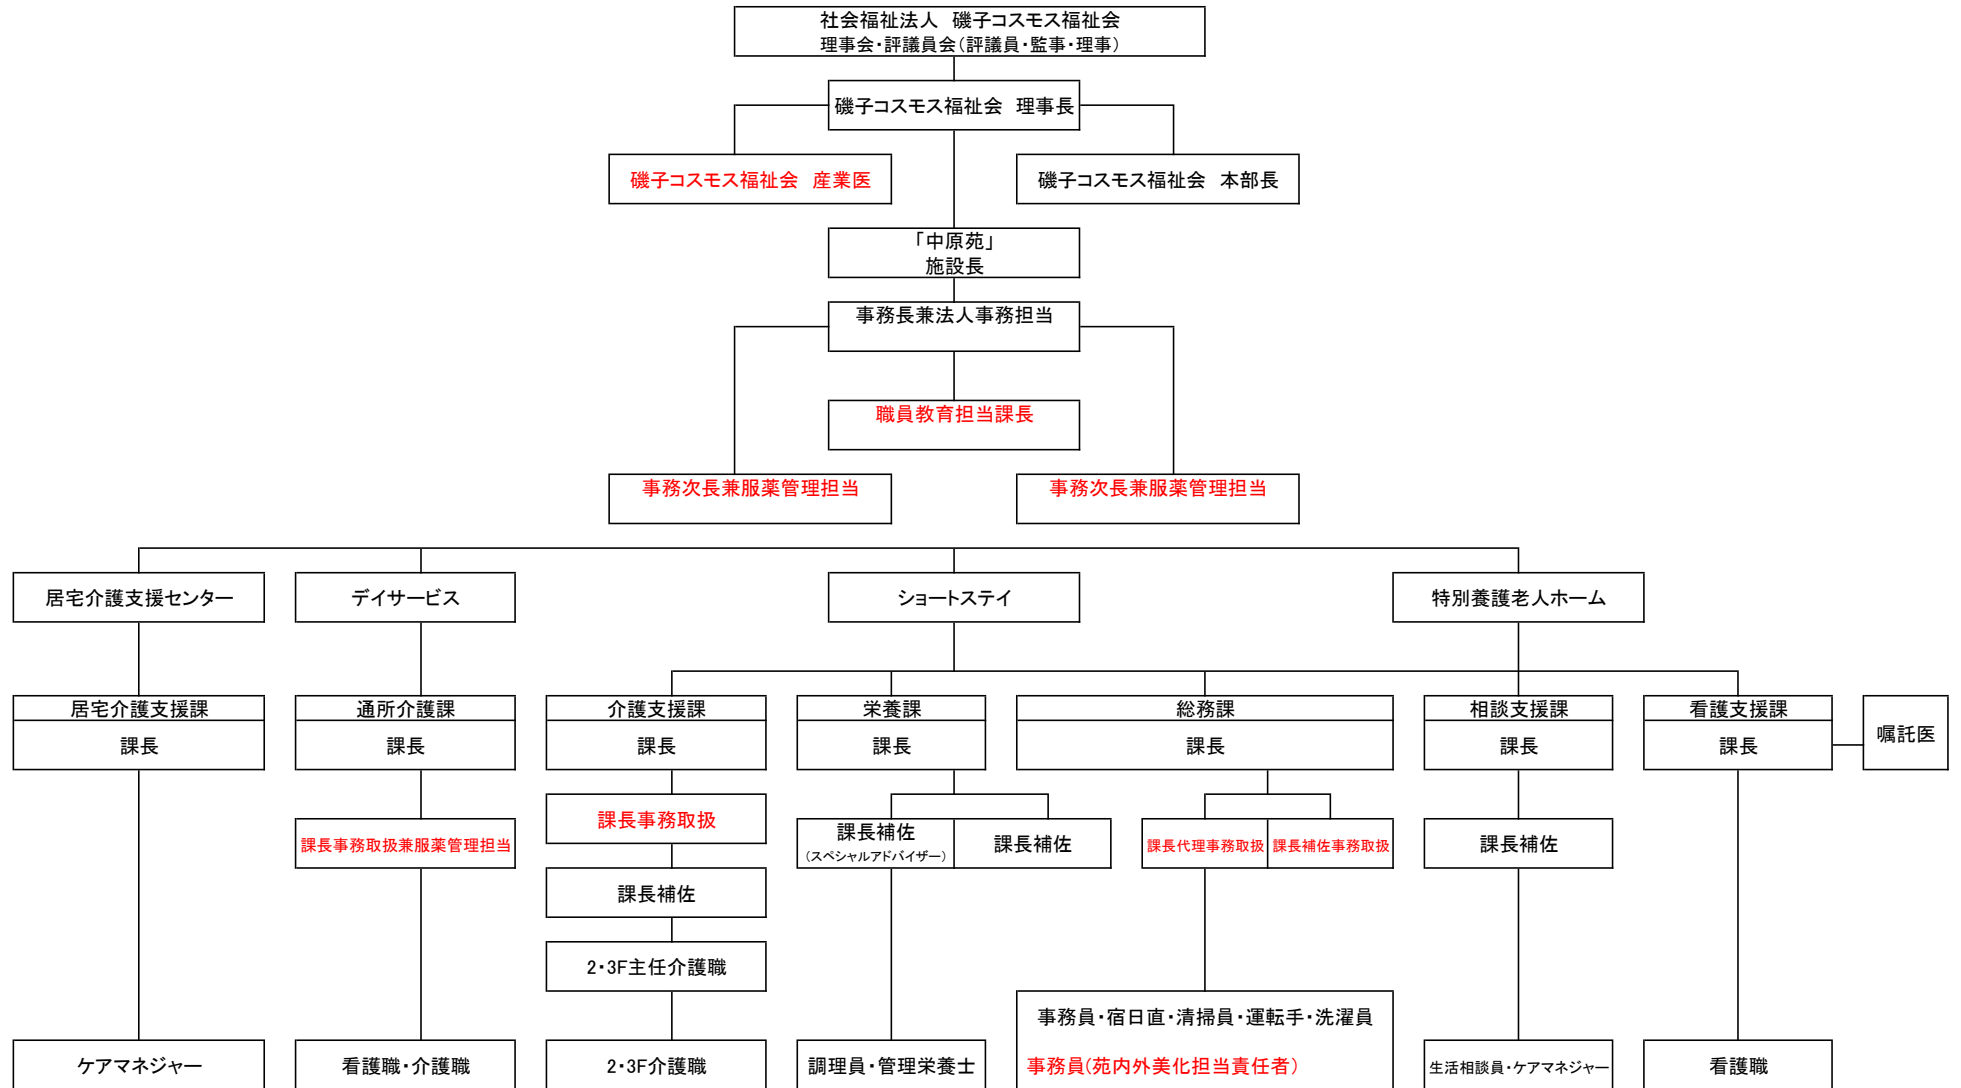 社会福祉法人 磯子コスモス福祉会
理事会・評議員会(評議員・監事・理事)
磯子コスモス福祉会 理事長
磯子コスモス福祉会 産業医
磯子コスモス福祉会 本部長
「中原苑」
施設長
事務長兼法人事務担当
職員教育担当課長
事務次長兼服薬管理担当
事務次長兼服薬管理担当
居宅介護支援センター
デイサービス
ショートステイ
特別養護老人ホーム
居宅介護支援課
通所介護課
介護支援課
栄養課
総務課
相談支援課
看護支援課
課長
課長
課長
課長
課長
課長
課長
嘱託医
課長事務取扱
課長事務取扱兼服薬管理担当
課長補佐
(スペシャルアドバイザー)
課長補佐
課長代理事務取扱
課長補佐事務取扱
課長補佐
課長補佐
2・3F主任介護職
事務員・宿日直・清掃員・運転手・洗濯員
ケアマネジャー
看護職・介護職
2・3F介護職
調理員・管理栄養士
事務員(苑内外美化担当責任者)
生活相談員・ケアマネジャー
看護職